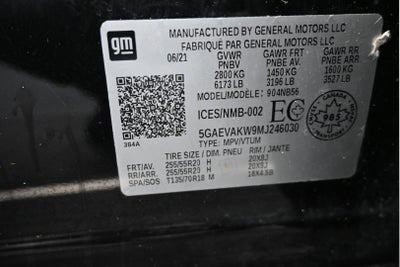 gm
MANUFACTURED BY GENERAL MOTORS LLC
FABRIQUÉ PAR GENERAL MOTORS LLC
06/21 GVWR GAWR FRT GAWR RR
PNBV PNBE AV. PNBE ARR.
2800 KG 1450 KG 1600 KG
6173 LB 3196 LB 3527 LB
MODEL/MODÈLE: 904NB56
ICES/NMB-002 EC
CANADA
985
384A
5GAEVAKW9MJ246030
TYPE: MPV/VTUM
TIRE SIZE / DIM. PNEU RIM / JANTE
FRT/AV. 255/55R20 H 20X8J
RR/ARR. 255/55R20 H 20X8J
SPA/SOS T135/70R18 M 18X4.5B